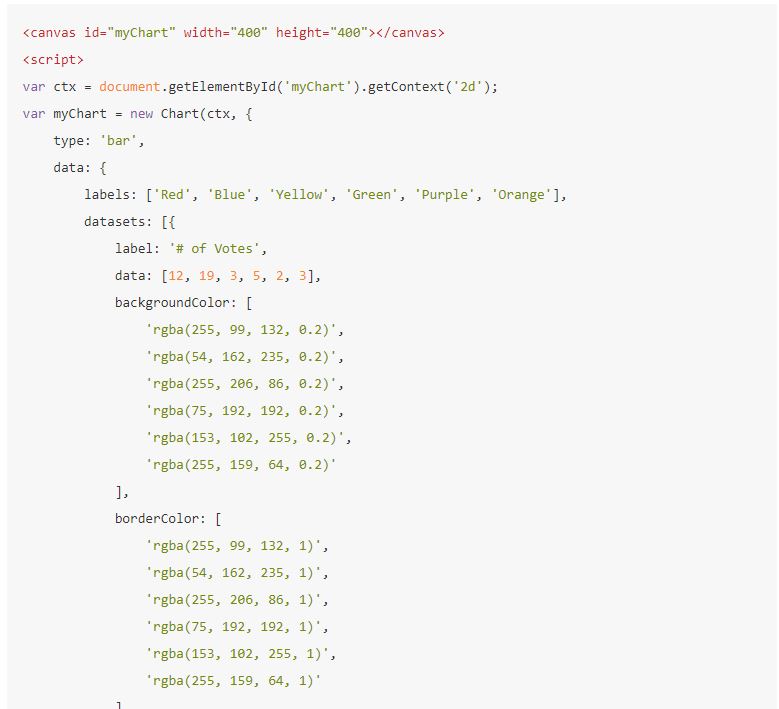 <canvas id="myChart" width="400" height="400"></canvas>
<script>
var ctx = document.getElementById('myChart').getContext('2d');
var myChart = new Chart(ctx, {
    type: 'bar',
    data: {
        labels: ['Red', 'Blue', 'Yellow', 'Green', 'Purple', 'Orange'],
        datasets: [{
            label: '# of Votes',
            data: [12, 19, 3, 5, 2, 3],
            backgroundColor: [
                'rgba(255, 99, 132, 0.2)',
                'rgba(54, 162, 235, 0.2)',
                'rgba(255, 206, 86, 0.2)',
                'rgba(75, 192, 192, 0.2)',
                'rgba(153, 102, 255, 0.2)',
                'rgba(255, 159, 64, 0.2)'
            ],
            borderColor: [
                'rgba(255, 99, 132, 1)',
                'rgba(54, 162, 235, 1)',
                'rgba(255, 206, 86, 1)',
                'rgba(75, 192, 192, 1)',
                'rgba(153, 102, 255, 1)',
                'rgba(255, 159, 64, 1)'
            ]